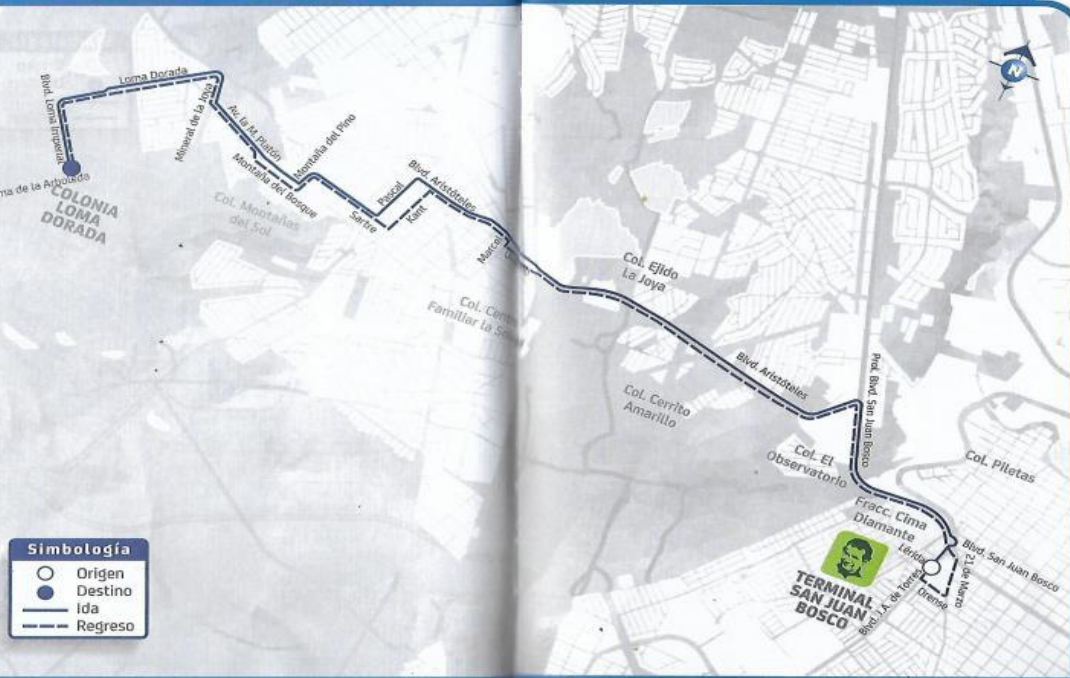 Loma Dorada
Blvd. Loma Imperial
Mineral de la Joya
Av. la M. Platón
Montaña del Pino
Montaña del Bosque
de la Arbolada
COLONIA
LOMA
DORADA
Col. Montañas
del Sol
Sartre
Pascal
Kant
Blvd. Aristóteles
Marcel
Col.
Familiar la
Col. Ejido
La Joya
Blvd. Aristóteles
Col. Cerrito
Amarillo
Prol. Blvd. San Juan Bosco
Col. El
Observatorio
Col. Piletas
Fracc. Cima
Diamante
Lérida
Blvd. San Juan Bosco
21 de Marzo
Orense
Blvd. J.A. de Torres
TERMINAL
SAN JUAN
BOSCO
N
Simbología
Origen
Destino
Ida
Regreso